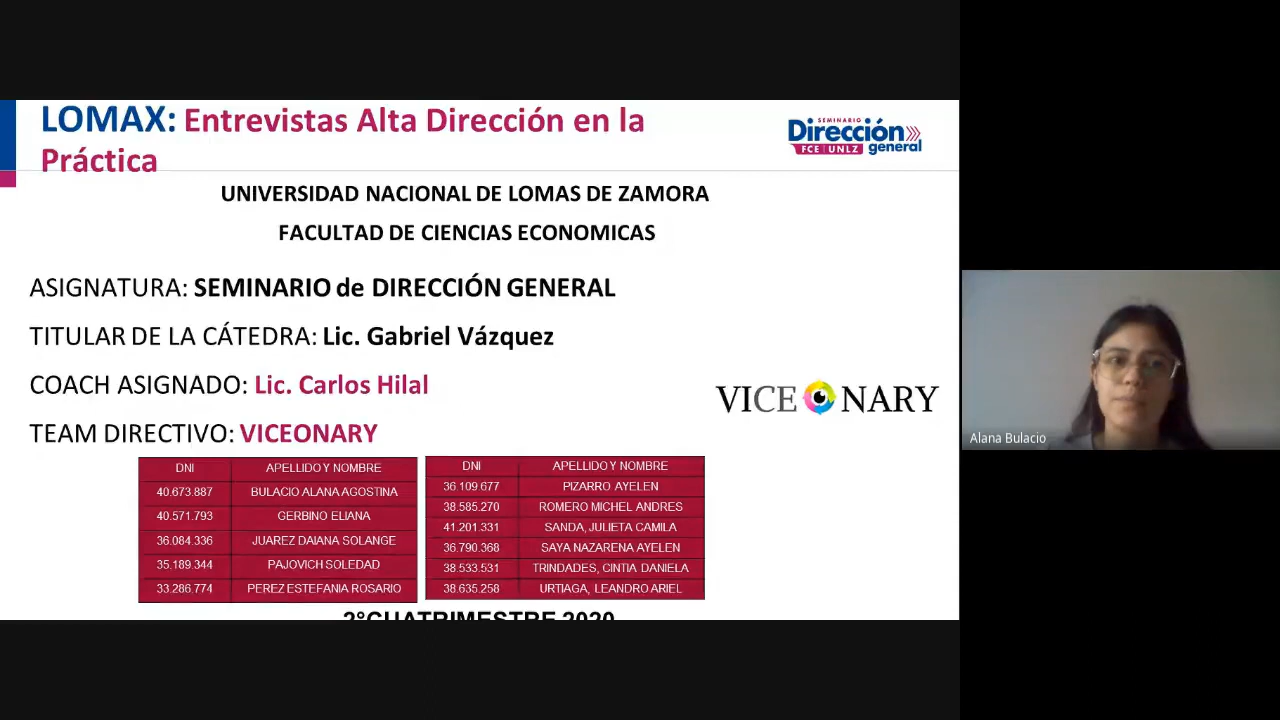 LOMAX: Entrevistas Alta Dirección en la
Práctica
SEMINARIO
Dirección
FCE UNLZ general
UNIVERSIDAD NACIONAL DE LOMAS DE ZAMORA
FACULTAD DE CIENCIAS ECONOMICAS
ASIGNATURA: SEMINARIO de DIRECCIÓN GENERAL
TITULAR DE LA CÁTEDRA: Lic. Gabriel Vázquez
COACH ASIGNADO: Lic. Carlos Hilal
VICEONARY
TEAM DIRECTIVO: VICEONARY
DNI APELLIDO Y NOMBRE
40.673.887 BULACIO ALANA AGOSTINA
40.571.793 GERBINO ELIANA
36.084.336 JUAREZ DAIANA SOLANGE
35.189.344 PAJOVICH SOLEDAD
33.286.774 PEREZ ESTEFANIA ROSARIO
DNI APELLIDO Y NOMBRE
36.109.677 PIZARRO AYELEN
38.585.270 ROMERO MICHEL ANDRES
41.201.331 SANDA, JULIETA CAMILA
36.790.368 SAYA NAZARENA AYELEN
38.533.531 TRINDADES, CINTIA DANIELA
38.635.258 URTIAGA, LEANDRO ARIEL
2°CUATRIMESTRE 2020
Alana Bulacio